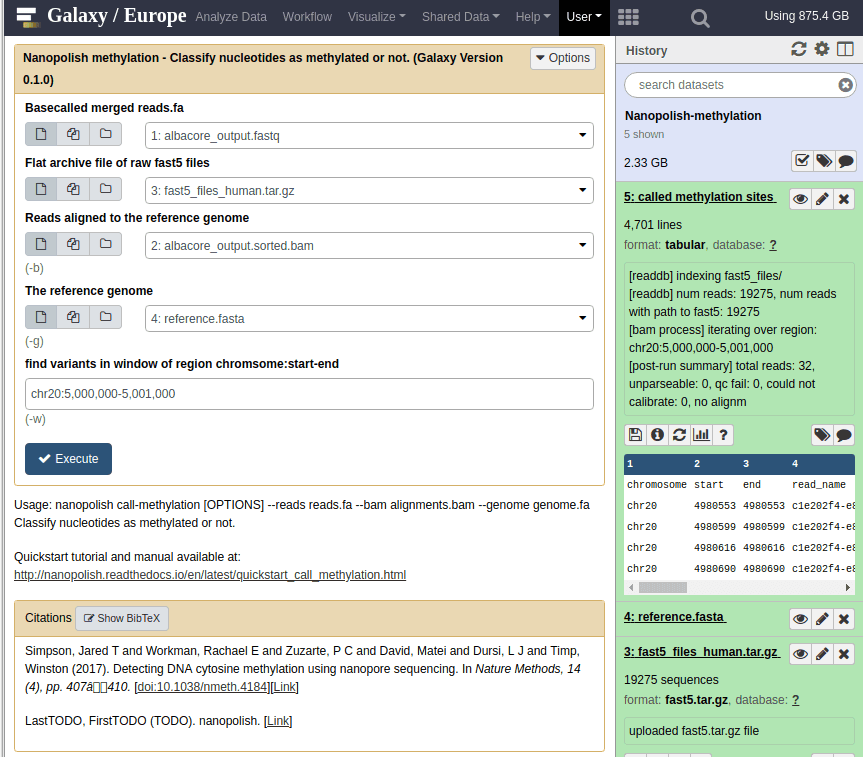 Galaxy / Europe Analyze Data Workflow Visualize Shared Data Help User Using 875.4 GB
Nanopolish methylation - Classify nucleotides as methylated or not. (Galaxy Version
0.1.0)
Options
Basecalled merged reads.fa
1: albacore_output.fastq
Flat archive file of raw fast5 files
3: fast5_files_human.tar.gz
Reads aligned to the reference genome
2: albacore_output.sorted.bam
(-b)
The reference genome
4: reference.fasta
(-g)
find variants in window of region chromsome:start-end
chr20:5,000,000-5,001,000
(-w)
Execute
Usage: nanopolish call-methylation [OPTIONS] --reads reads.fa --bam alignments.bam --genome genome.fa
Classify nucleotides as methylated or not.
Quickstart tutorial and manual available at:
http://nanopolish.readthedocs.io/en/latest/quickstart_call_methylation.html
Citations Show BibTeX
Simpson, Jared T and Workman, Rachael E and Zuzarte, P C and David, Matei and Dursi, L J and Timp,
Winston (2017). Detecting DNA cytosine methylation using nanopore sequencing. In Nature Methods, 14
(4), pp. 407â410. [doi:10.1038/nmeth.4184][Link]
LastTODO, FirstTODO (TODO). nanopolish. [Link]
History
search datasets
Nanopolish-methylation
5 shown
2.33 GB
5: called methylation sites
4,701 lines
format: tabular, database: ?
[readdb] indexing fast5_files/
[readdb] num reads: 19275, num reads
with path to fast5: 19275
[bam process] iterating over region:
chr20:5,000,000-5,001,000
[post-run summary] total reads: 32,
unparseable: 0, qc fail: 0, could not
calibrate: 0, no alignm
1 2 3 4
chromosome start end read_name
chr20 4980553 4980553 c1e202f4-e8
chr20 4980599 4980599 c1e202f4-e8
chr20 4980616 4980616 c1e202f4-e8
chr20 4980690 4980690 c1e202f4-e8
4: reference.fasta
3: fast5_files_human.tar.gz
19275 sequences
format: fast5.tar.gz, database: ?
uploaded fast5.tar.gz file